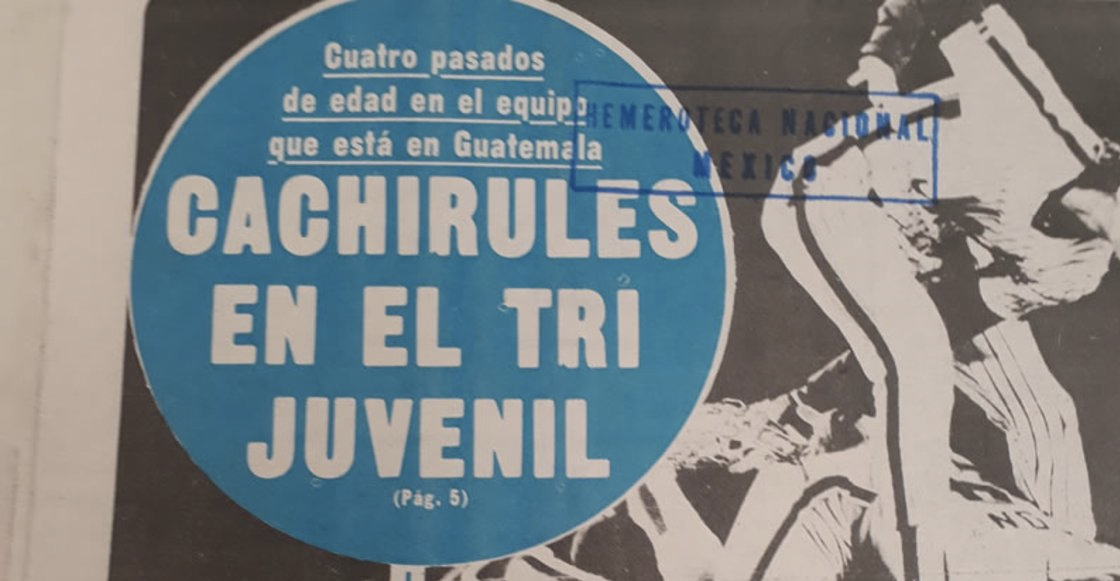 Cuatro pasados
de edad en el equipo
que está en Guatemala
CACHIRULES
EN EL TRI
JUVENIL
(Pág. 5)
HEMEROTECA NACIONAL
MEXICO